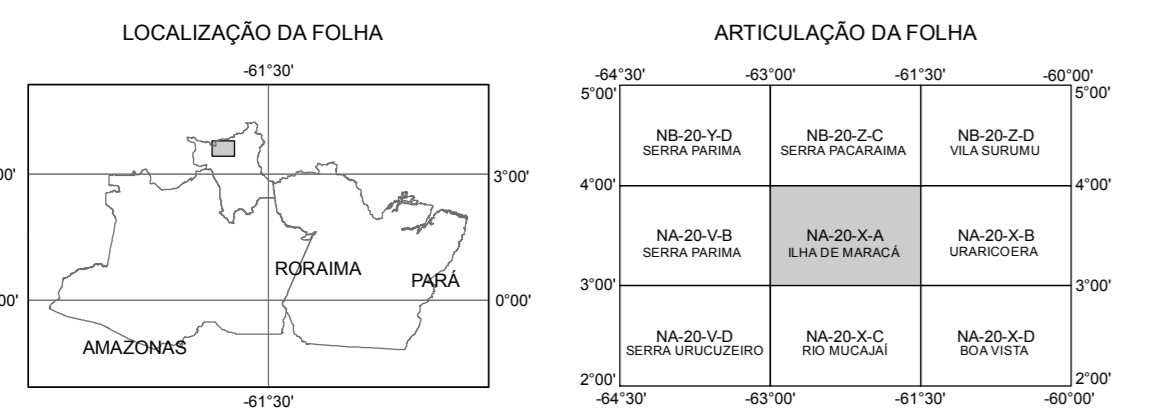 LOCALIZAÇÃO DA FOLHA
-61°30'
00'
3°00'
RORAIMA
PARÁ
00'
0°00'
AMAZONAS
-61°30'
ARTICULAÇÃO DA FOLHA
-64°30' -63°00' -61°30' -60°00'
5°00' 5°00'
NB-20-Y-D NB-20-Z-C NB-20-Z-D
SERRA PARIMA SERRA PACARAIMA VILA SURUMU
4°00' 4°00'
NA-20-V-B NA-20-X-A NA-20-X-B
SERRA PARIMA ILHA DE MARACÁ URARICOERA
3°00' 3°00'
NA-20-V-D NA-20-X-C NA-20-X-D
SERRA URUCUZEIRO RIO MUCAJAÍ BOA VISTA
2°00' 2°00'
-64°30' -63°00' -61°30' -60°00'